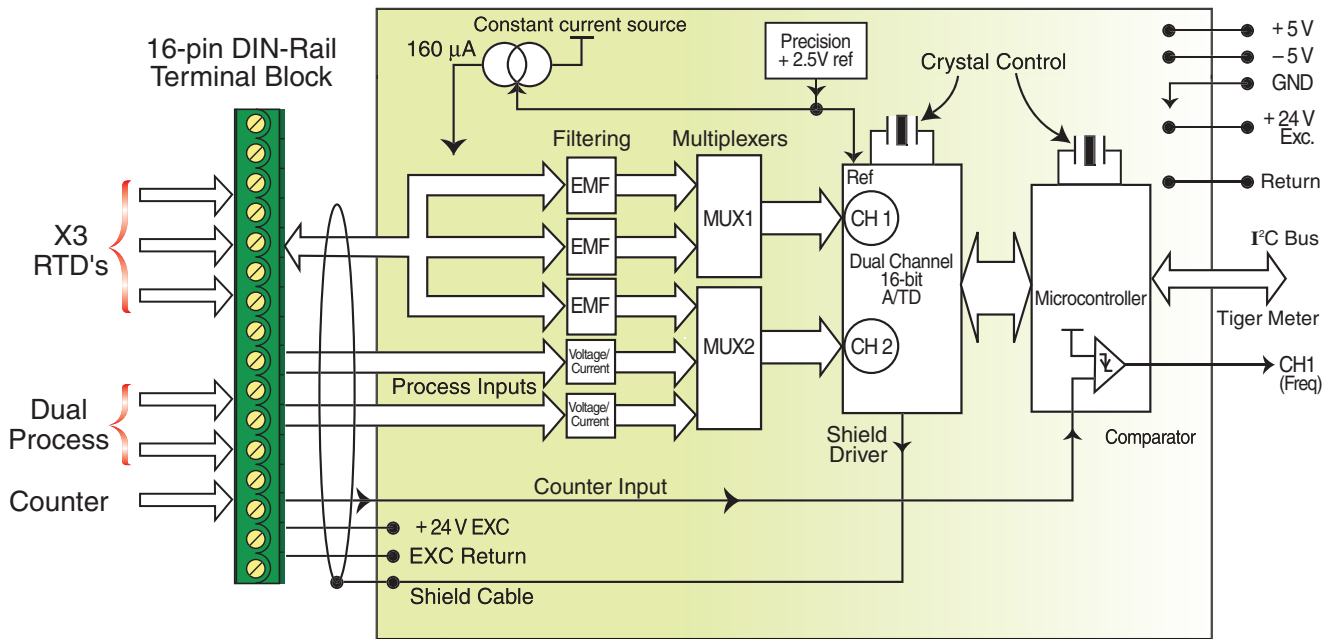 16-pin DIN-Rail
Terminal Block
Constant current source
160 µA
Precision
+ 2.5V ref
Crystal Control
+ 5 V
– 5 V
GND
+ 24 V
Exc.
Return
Filtering
Multiplexers
EMF
EMF
EMF
Voltage/
Current
Voltage/
Current
MUX1
MUX2
Ref
CH 1
Dual Channel
16-bit
A/TD
CH 2
Microcontroller
I²C Bus
Tiger Meter
CH1
(Freq)
X3
RTD's
Process Inputs
Dual
Process
Shield
Driver
Comparator
Counter
Counter Input
+ 24 V EXC
EXC Return
Shield Cable